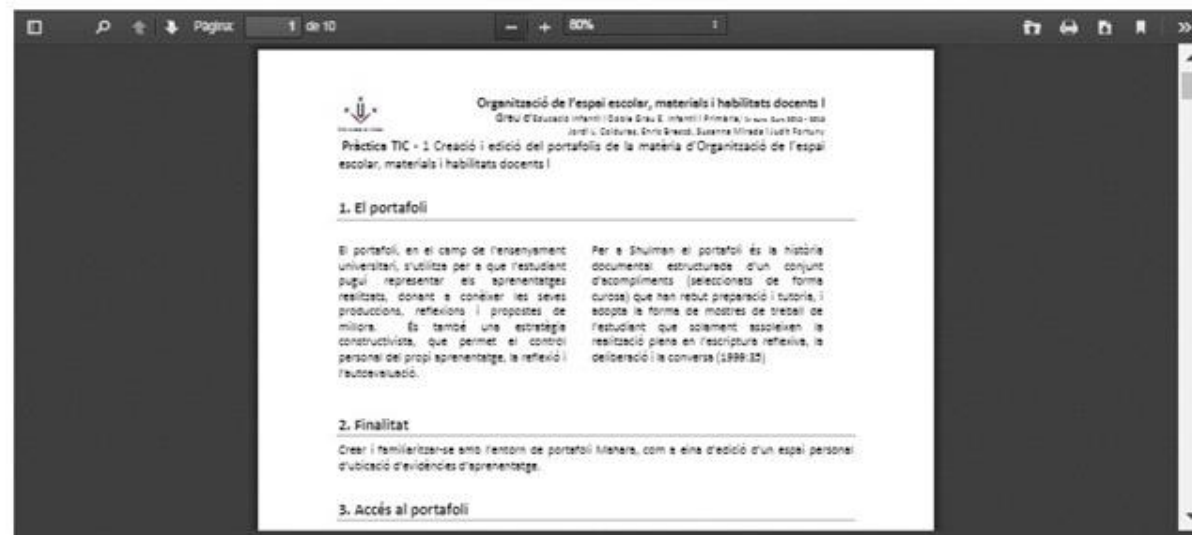 Pàgina: 1 de 10
80%
Organització de l'espai escolar, materials i habilitats docents I
Grau d'Educació Infantil i Doble Grau E. Infantil i Primària,
Pràctica TIC - 1 Creació i edició del portafolis de la matèria d'Organització de l'espai
escolar, materials i habilitats docents I
1. El portafoli
El portafoli, en el camp de l'ensenyament
universitari, s'utilitza per a que l'estudiant
pugui representar els aprenentatges
realitzats, donant a conèixer les seves
produccions, reflexions i propostes de
millora. És també una estratègia
constructivista, que permet el control
personal del propi aprenentatge, la reflexió i
l'autoavaluació.
Per a Shulman el portafoli és la història
documental estructurada d'un conjunt
d'acompliments (seleccionats de forma
curosa) que han rebut preparació i tutoria, i
adopta la forma de mostres de treball de
l'estudiant que solament assoleixen la
realització plena en l'escriptura reflexiva, la
deliberació i la conversa (1999:35)
2. Finalitat
Crear i familiaritzar-se amb l'entorn de portafoli Mahara, com a eina d'edició d'un espai personal
d'ubicació d'evidències d'aprenentatge.
3. Accés al portafoli